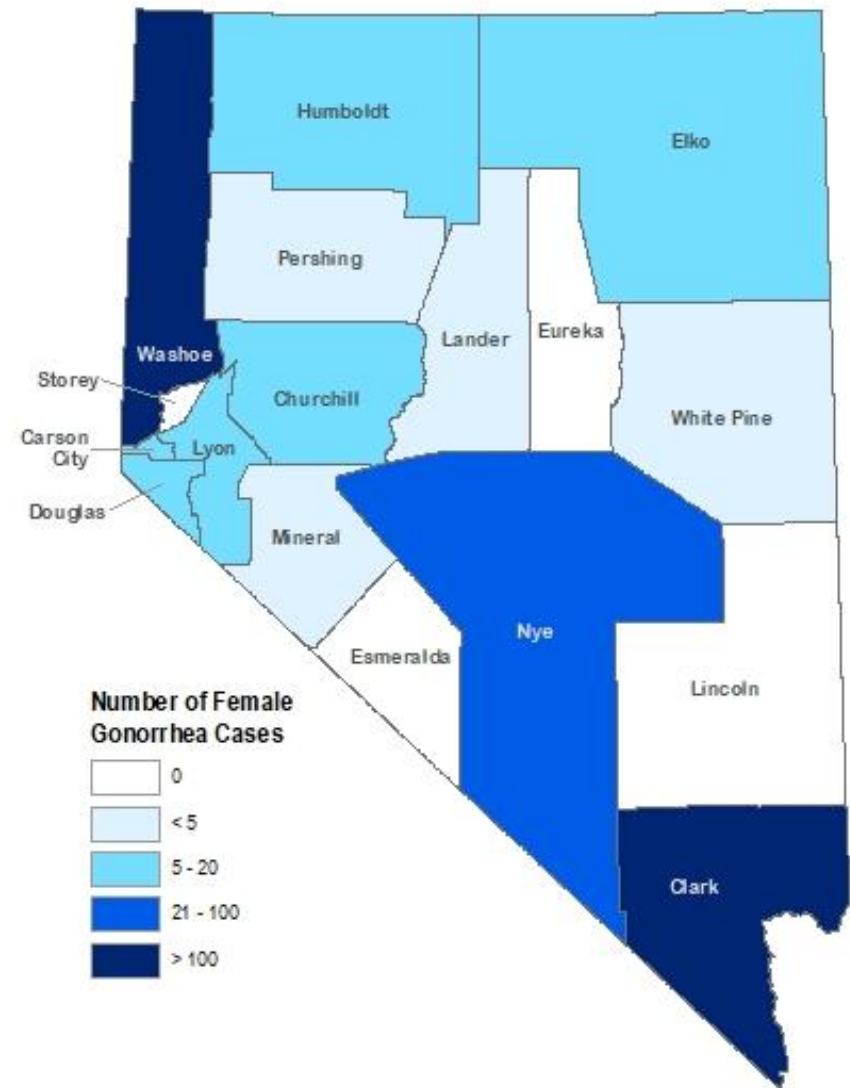 Humboldt
Elko
Pershing
Lander
Eureka
Washoe
Storey
Churchill
White Pine
Carson
City
Lyon
Douglas
Mineral
Nye
Esmeralda
Lincoln
Clark
Number of Female
Gonorrhea Cases
0
< 5
5 - 20
21 - 100
> 100